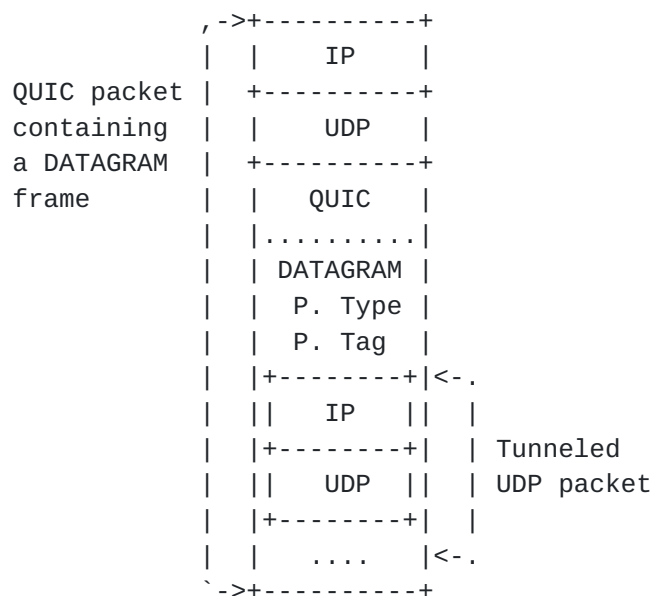 ,->+----------+
|  |    IP    |
QUIC packet |  +----------+
containing  |  |    UDP   |
a DATAGRAM  |  +----------+
frame       |  |   QUIC   |
|  |..........|
|  | DATAGRAM |
|  |  P. Type |
|  |  P. Tag  |
|  |+--------+|<-.
|  ||   IP   ||  |
|  |+--------+|  | Tunneled
|  ||   UDP  ||  | UDP packet
|  |+--------+|  |
|  |    ....  |<-.
`->+----------+